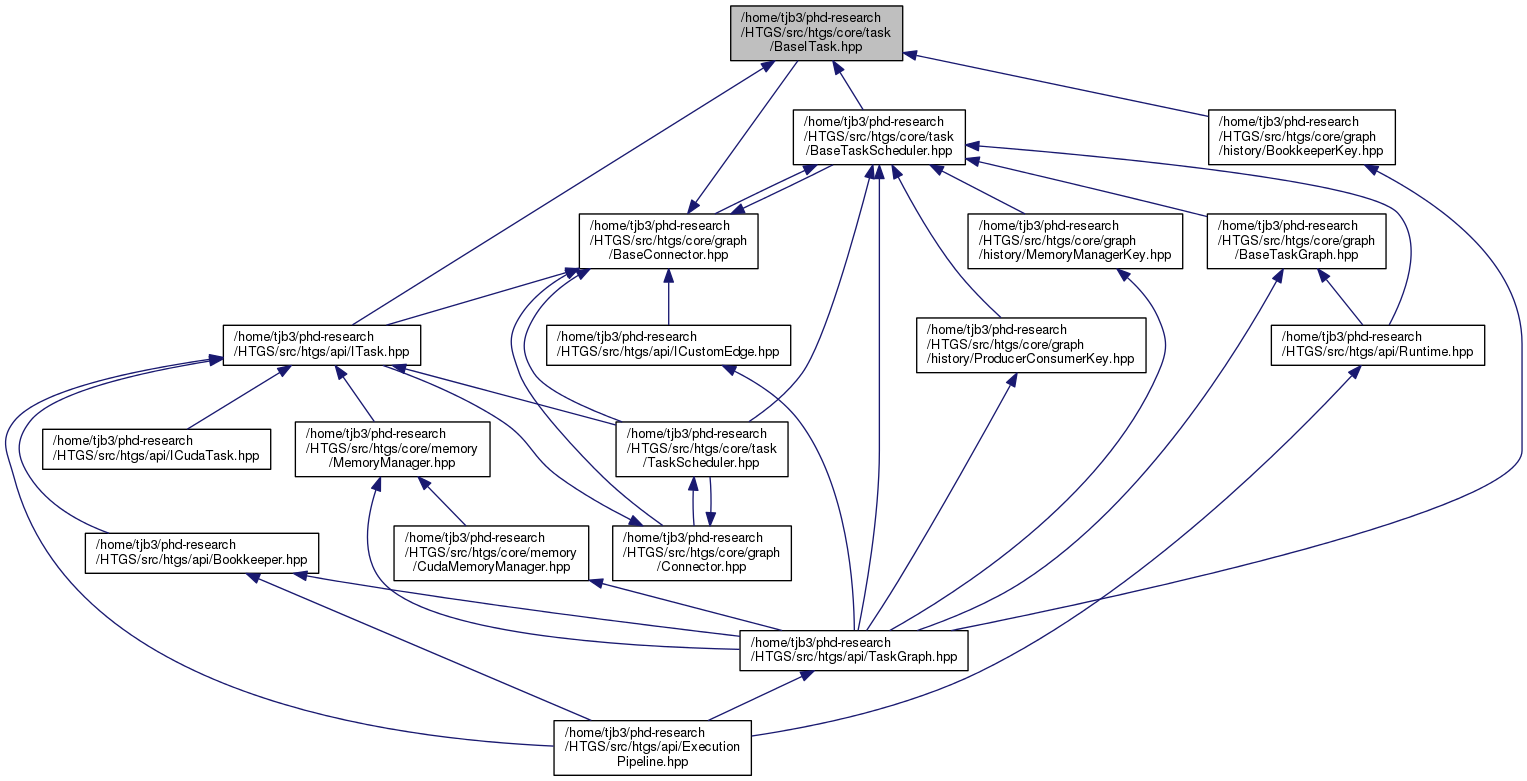 /home/tjb3/phd-research
/HTGS/src/htgs/core/task
/BaseITask.hpp
/home/tjb3/phd-research
/HTGS/src/htgs/core/task
/BaseTaskScheduler.hpp
/home/tjb3/phd-research
/HTGS/src/htgs/core/graph
/history/BookkeeperKey.hpp
/home/tjb3/phd-research
/HTGS/src/htgs/core/graph
/BaseConnector.hpp
/home/tjb3/phd-research
/HTGS/src/htgs/core/graph
/history/MemoryManagerKey.hpp
/home/tjb3/phd-research
/HTGS/src/htgs/core/graph
/BaseTaskGraph.hpp
/home/tjb3/phd-research
/HTGS/src/htgs/api/ITask.hpp
/home/tjb3/phd-research
/HTGS/src/htgs/api/ICustomEdge.hpp
/home/tjb3/phd-research
/HTGS/src/htgs/core/graph
/history/ProducerConsumerKey.hpp
/home/tjb3/phd-research
/HTGS/src/htgs/api/Runtime.hpp
/home/tjb3/phd-research
/HTGS/src/htgs/api/ICudaTask.hpp
/home/tjb3/phd-research
/HTGS/src/htgs/core/memory
/MemoryManager.hpp
/home/tjb3/phd-research
/HTGS/src/htgs/core/task
/TaskScheduler.hpp
/home/tjb3/phd-research
/HTGS/src/htgs/api/Bookkeeper.hpp
/home/tjb3/phd-research
/HTGS/src/htgs/core/memory
/CudaMemoryManager.hpp
/home/tjb3/phd-research
/HTGS/src/htgs/core/graph
/Connector.hpp
/home/tjb3/phd-research
/HTGS/src/htgs/api/TaskGraph.hpp
/home/tjb3/phd-research
/HTGS/src/htgs/api/Execution
Pipeline.hpp